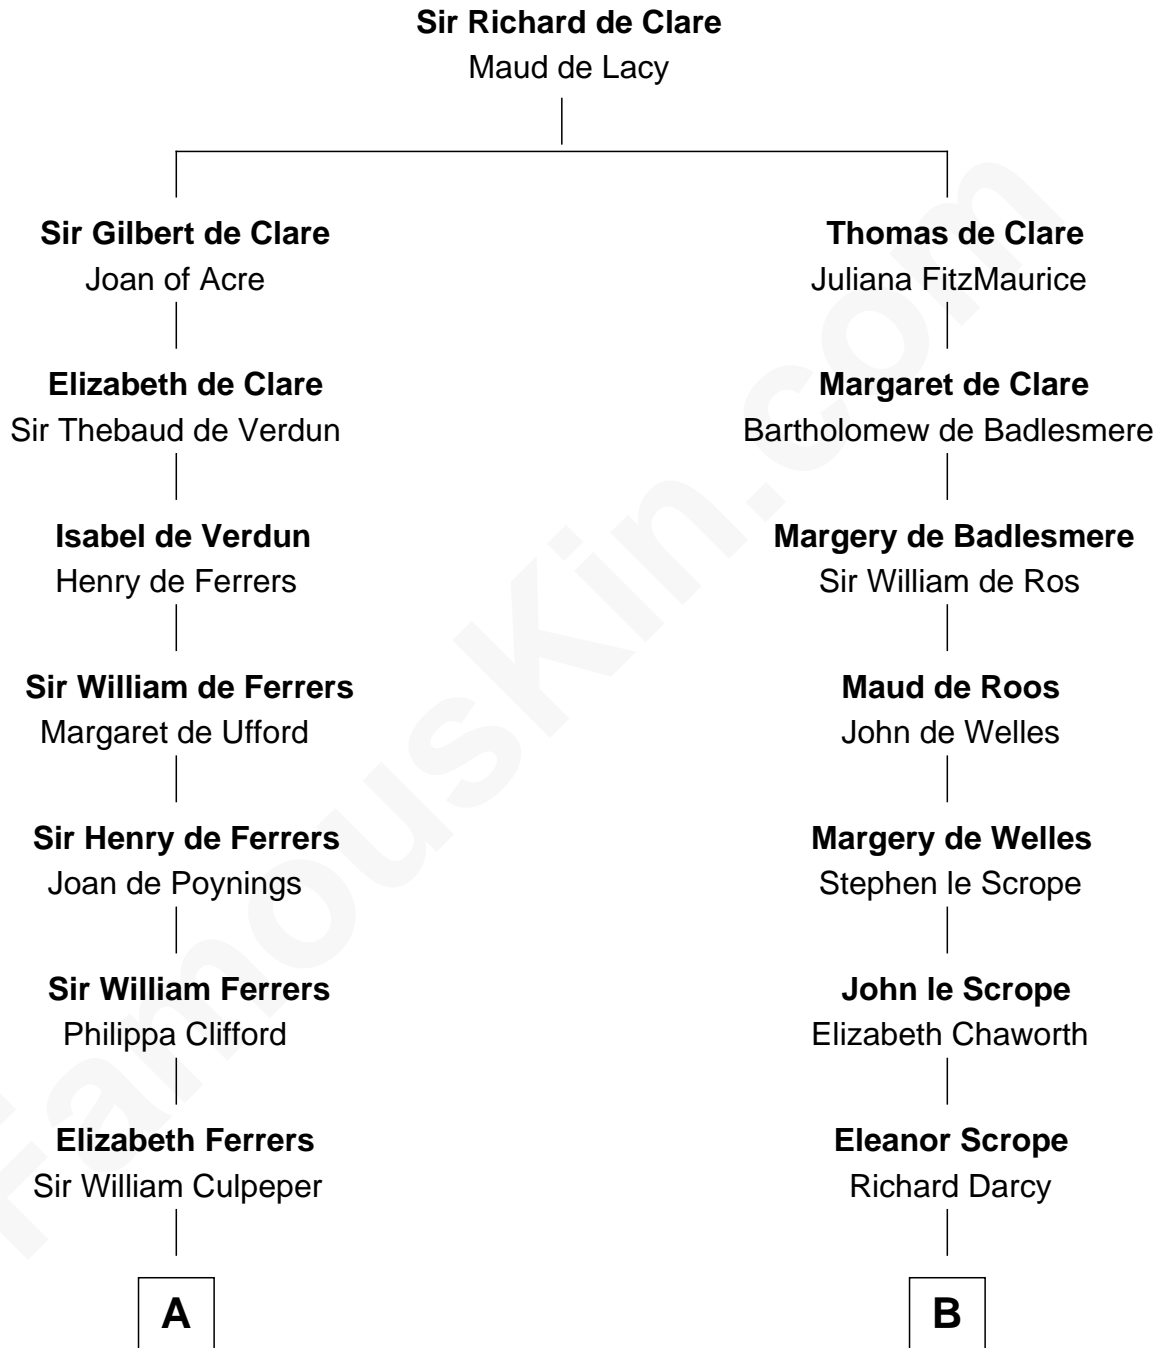 Sir Richard de Clare
Maud de Lacy
Sir Gilbert de Clare
Joan of Acre
Thomas de Clare
Juliana FitzMaurice
Elizabeth de Clare
Sir Thebaud de Verdun
Margaret de Clare
Bartholomew de Badlesmere
Isabel de Verdun
Henry de Ferrers
Margery de Badlesmere
Sir William de Ros
Sir William de Ferrers
Margaret de Ufford
Maud de Roos
John de Welles
Sir Henry de Ferrers
Joan de Poynings
Margery de Welles
Stephen le Scrope
Sir William Ferrers
Philippa Clifford
John le Scrope
Elizabeth Chaworth
Elizabeth Ferrers
Sir William Culpeper
Eleanor Scrope
Richard Darcy
A
B
FamousKin.com